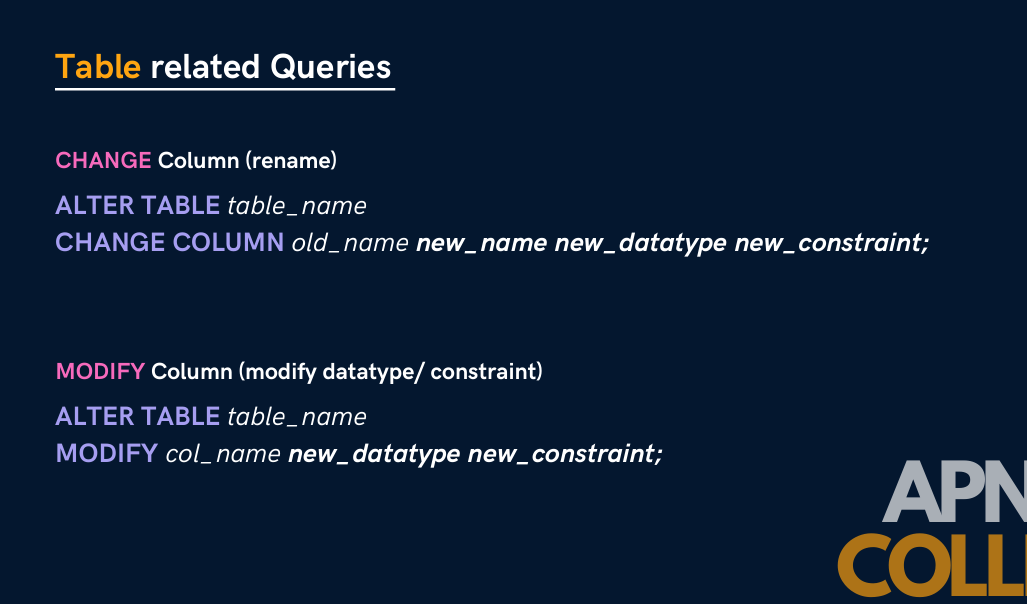 Table related Queries
CHANGE Column (rename)
ALTER TABLE table_name
CHANGE COLUMN old_name new_name new_datatype new_constraint;
MODIFY Column (modify datatype/ constraint)
ALTER TABLE table_name
MODIFY col_name new_datatype new_constraint;
APN
COLL